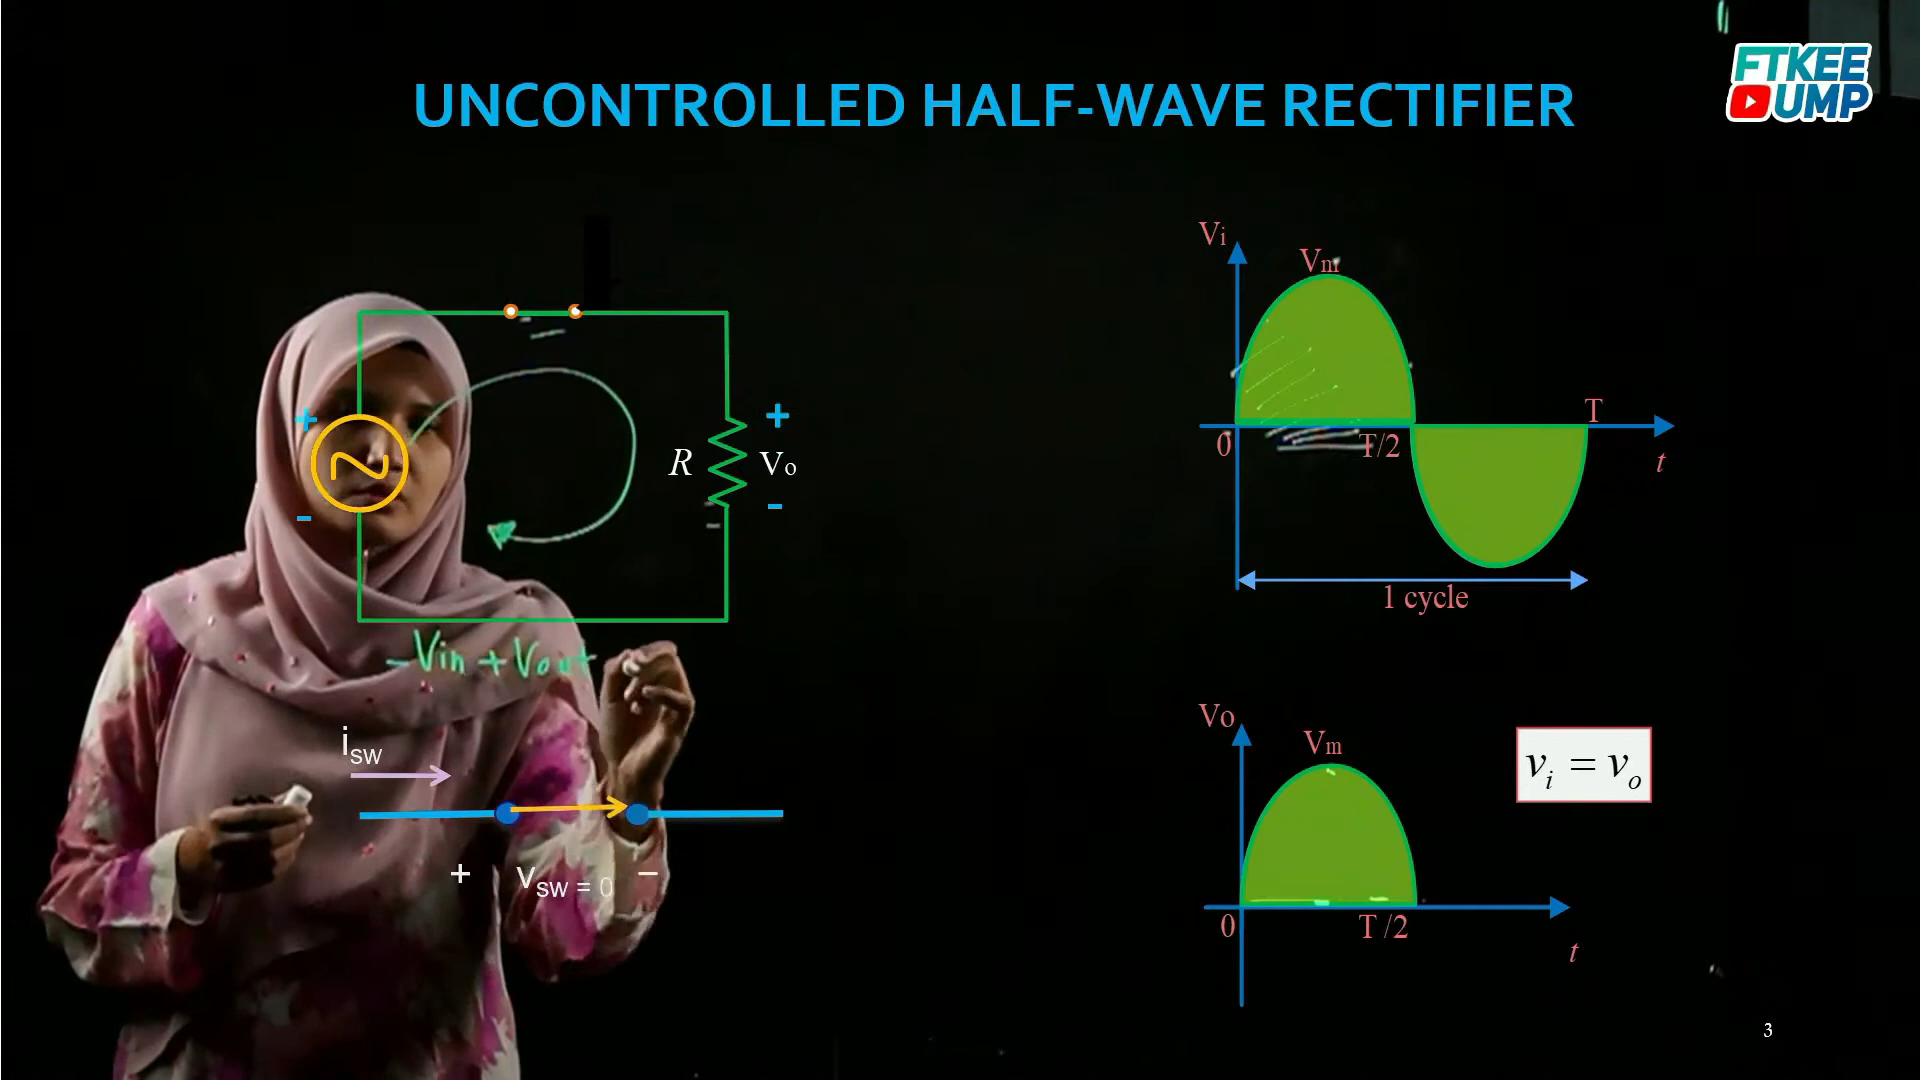 FTKEE
UMP
UNCONTROLLED HALF-WAVE RECTIFIER
+
-
R
+
Vo
-
-Vin + Vout
isw
+ vsw = 0 −
Vi
Vm
0
T/2
T
t
1 cycle
Vo
Vm
vi = vo
0
T /2
t
3